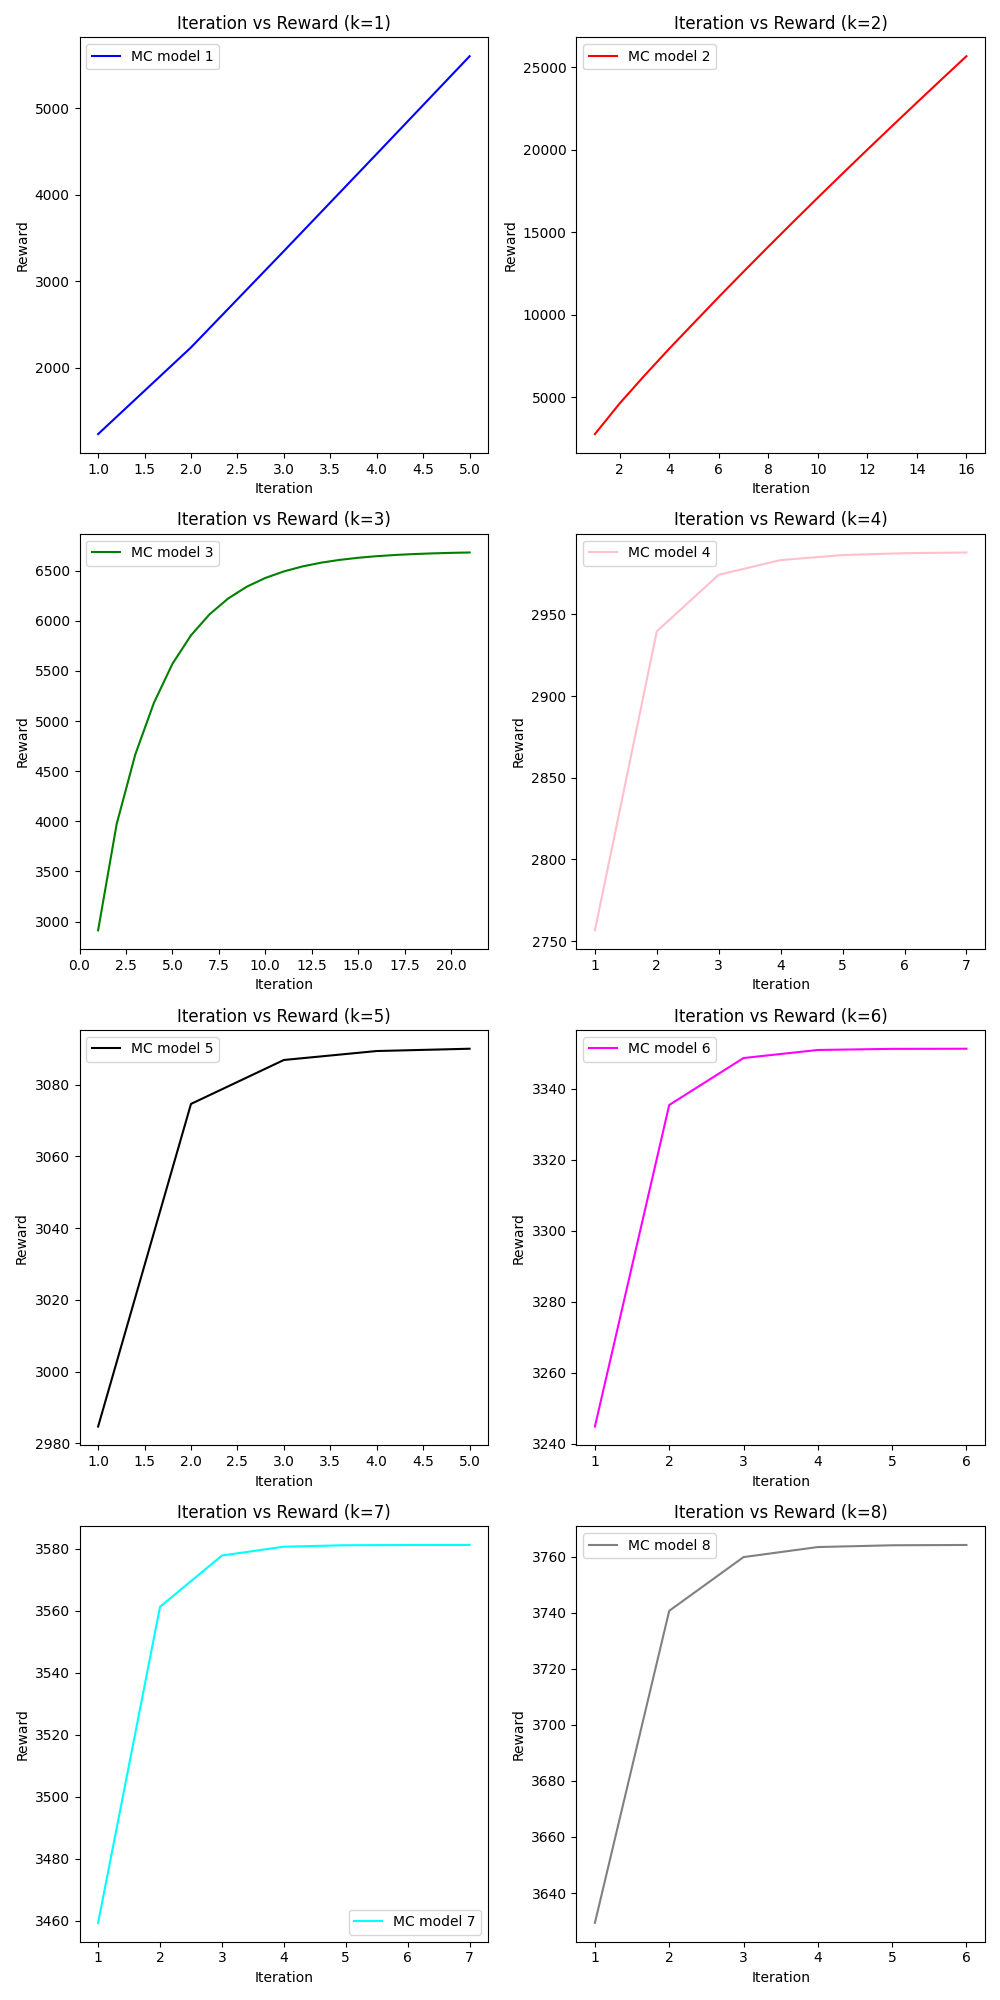 Iteration vs Reward (k=1)
MC model 1
5000
4000
3000
2000
Reward
1.0 1.5 2.0 2.5 3.0 3.5 4.0 4.5 5.0
Iteration
Iteration vs Reward (k=2)
MC model 2
25000
20000
15000
10000
5000
Reward
2 4 6 8 10 12 14 16
Iteration
Iteration vs Reward (k=3)
MC model 3
6500
6000
5500
5000
4500
4000
3500
3000
Reward
0.0 2.5 5.0 7.5 10.0 12.5 15.0 17.5 20.0
Iteration
Iteration vs Reward (k=4)
MC model 4
2950
2900
2850
2800
2750
Reward
1 2 3 4 5 6 7
Iteration
Iteration vs Reward (k=5)
MC model 5
3080
3060
3040
3020
3000
2980
Reward
1.0 1.5 2.0 2.5 3.0 3.5 4.0 4.5 5.0
Iteration
Iteration vs Reward (k=6)
MC model 6
3340
3320
3300
3280
3260
3240
Reward
1 2 3 4 5 6
Iteration
Iteration vs Reward (k=7)
3580
3560
3540
3520
3500
3480
3460
Reward
MC model 7
1 2 3 4 5 6 7
Iteration
Iteration vs Reward (k=8)
MC model 8
3760
3740
3720
3700
3680
3660
3640
Reward
1 2 3 4 5 6
Iteration